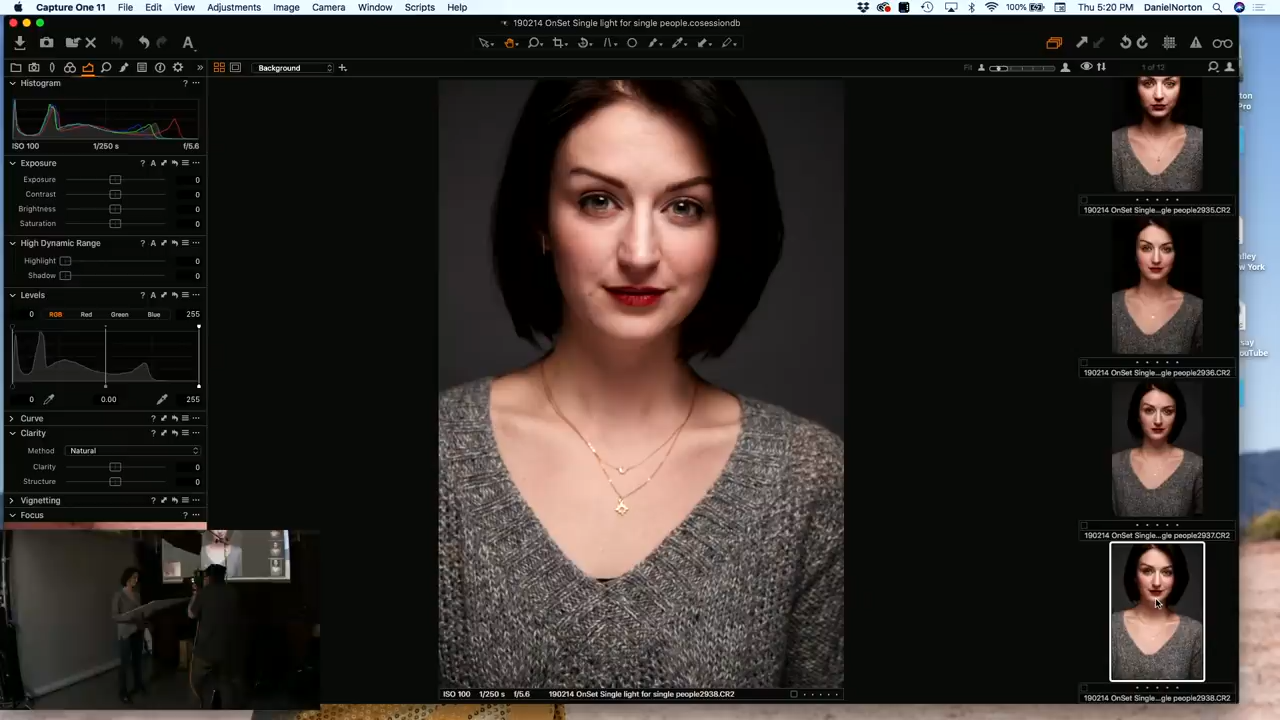 Capture One 11 File Edit View Adjustments Image Camera Window Scripts Help 100% Thu 5:20 PM DanielNorton
190214 OnSet Single light for single people.cosessiondb
A
Background Fit 1 of 12
Histogram ? ...
ISO 100 1/250 s f/5.6
Exposure ? A ...
Exposure 0
Contrast 0
Brightness 0
Saturation 0
High Dynamic Range ? A ...
Highlight 0
Shadow 0
Levels ? A ...
0 RGB Red Green Blue 255
0 0.00 255
Curve ? ...
Clarity ? ...
Method Natural
Clarity 0
Structure 0
Vignetting ? ...
Focus ? ...
ISO 100 1/250 s f/5.6 190214 OnSet Single light for single people2938.CR2
190214 OnSet Single...gle people2935.CR2
190214 OnSet Single...gle people2936.CR2
190214 OnSet Single...gle people2937.CR2
190214 OnSet Single...gle people2938.CR2
Pro